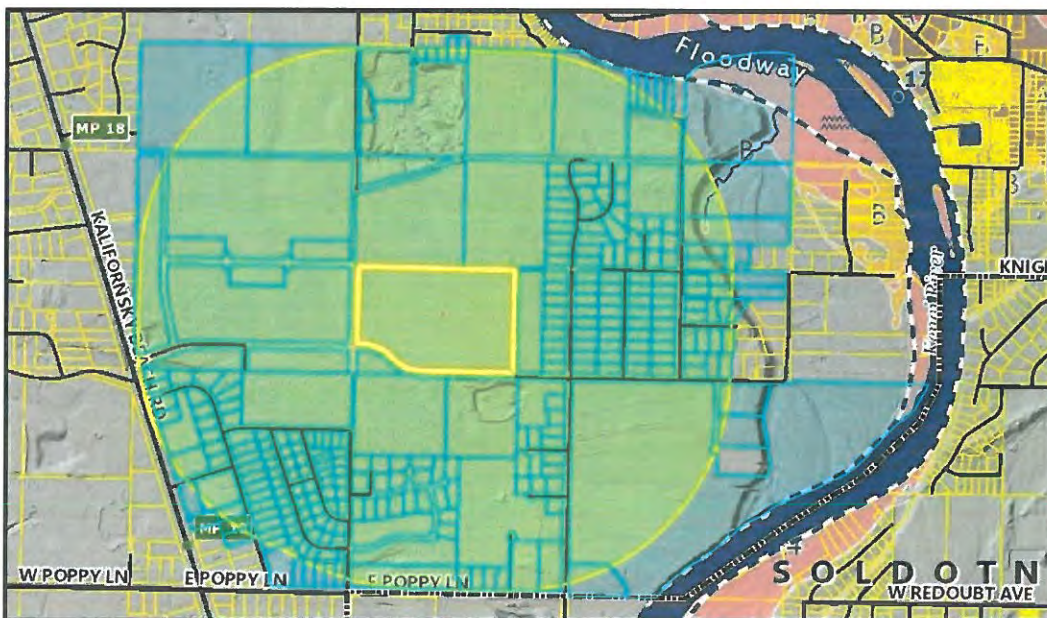 Floodway
B
F
17
MP 18
B
B
B
KALIFORNSKY BEACH RD
KNIG
Kenai River
MP
W POPPY LN
E POPPY LN
E POPPY LN
SOLDOTN
W REDOUBT AVE